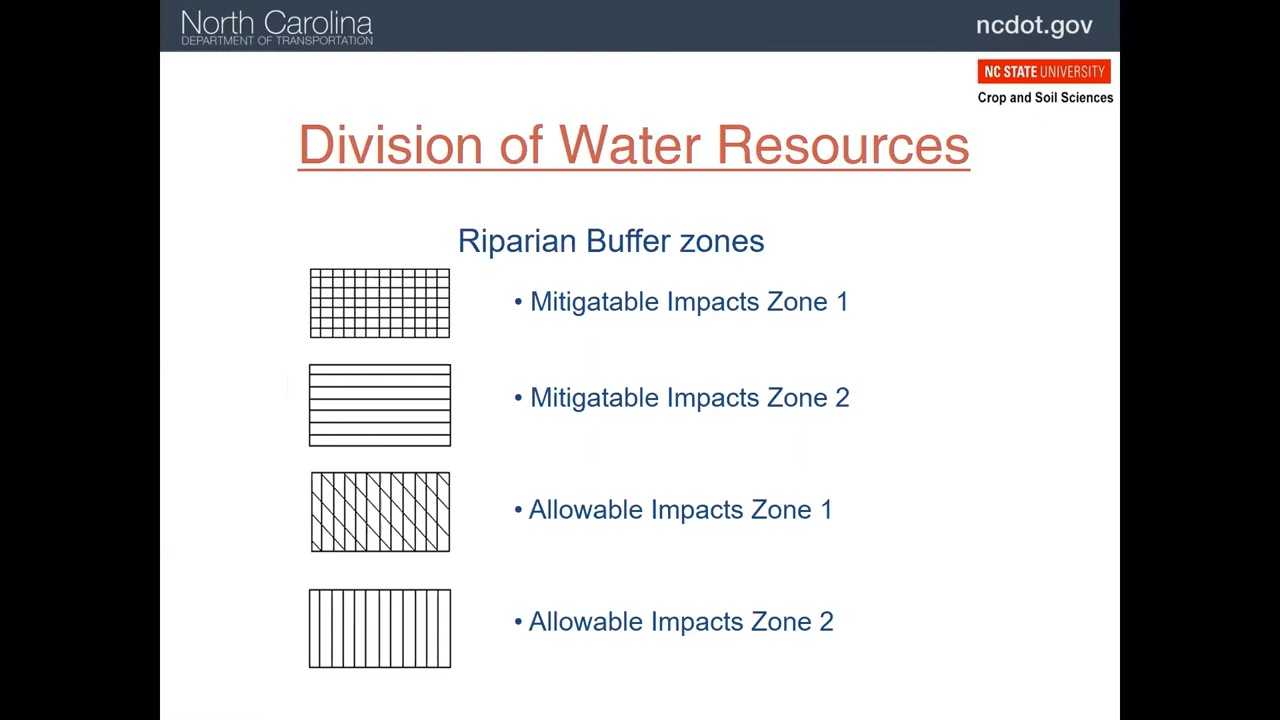 North Carolina
DEPARTMENT OF TRANSPORTATION
ncdot.gov
NC STATE UNIVERSITY
Crop and Soil Sciences
Division of Water Resources
Riparian Buffer zones
• Mitigatable Impacts Zone 1
• Mitigatable Impacts Zone 2
• Allowable Impacts Zone 1
• Allowable Impacts Zone 2